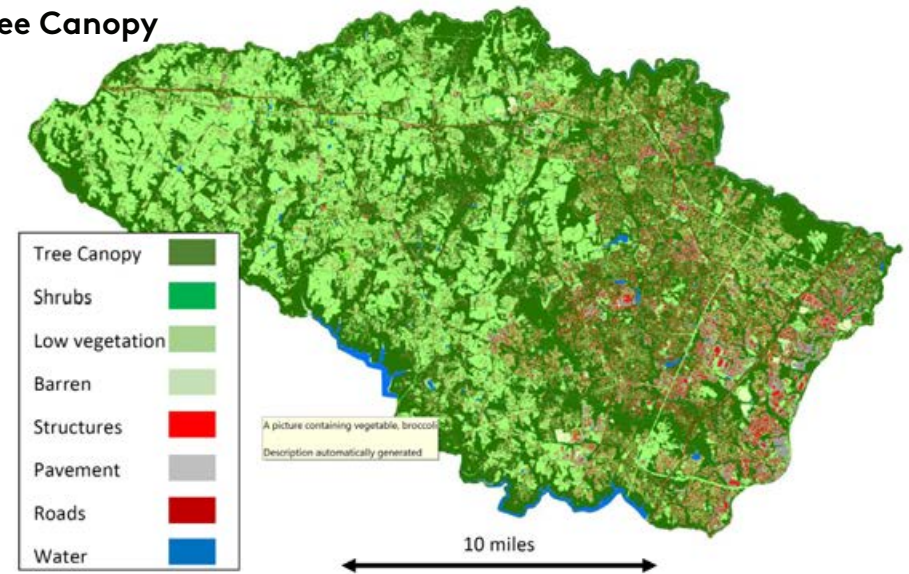 ee Canopy
Tree Canopy
Shrubs
Low vegetation
Barren
Structures
Pavement
Roads
Water
A picture containing vegetable, broccoli
Description automatically generated
10 miles